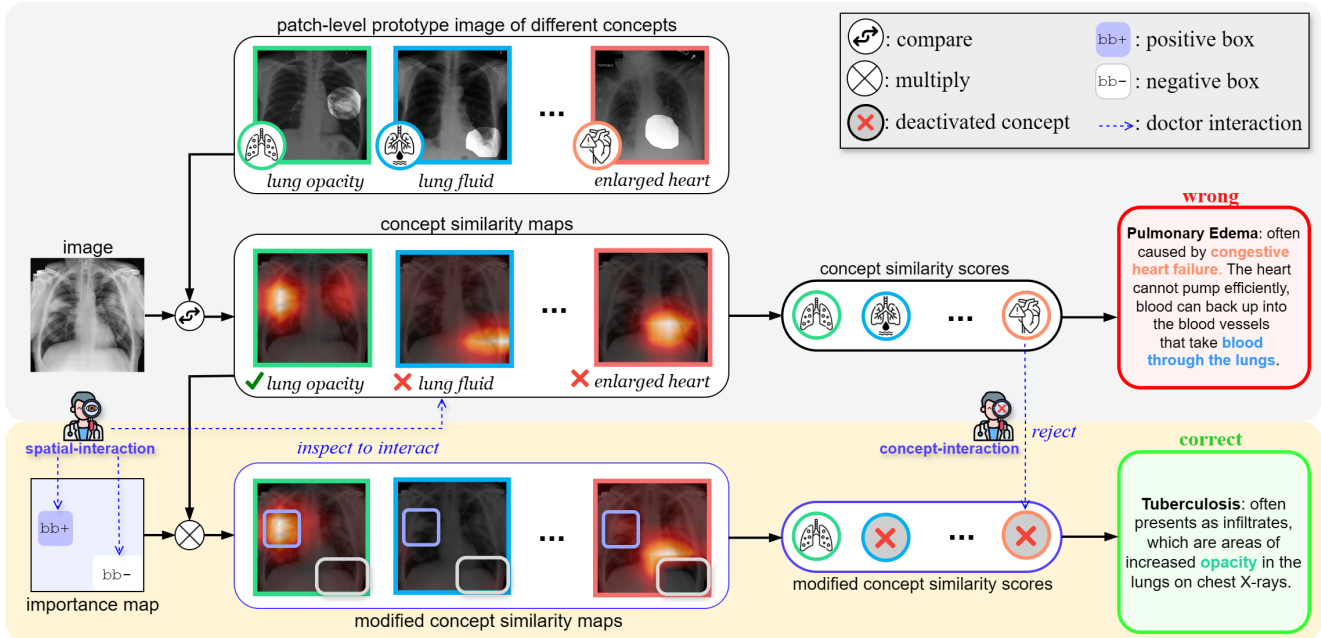 patch-level prototype image of different concepts
...
lung opacity
lung fluid
enlarged heart
: compare
: multiply
: deactivated concept
bb+
: positive box
bb-
: negative box
: doctor interaction
image
concept similarity maps
...
lung opacity
lung fluid
enlarged heart
concept similarity scores
...
wrong
Pulmonary Edema: often
caused by congestive
heart failure. The heart
cannot pump efficiently,
blood can back up into
the blood vessels
that take blood
through the lungs.
spatial-interaction
inspect to interact
concept-interaction
reject
bb+
bb-
importance map
...
modified concept similarity maps
...
modified concept similarity scores
correct
Tuberculosis: often
presents as infiltrates,
which are areas of
increased opacity in the
lungs on chest X-rays.